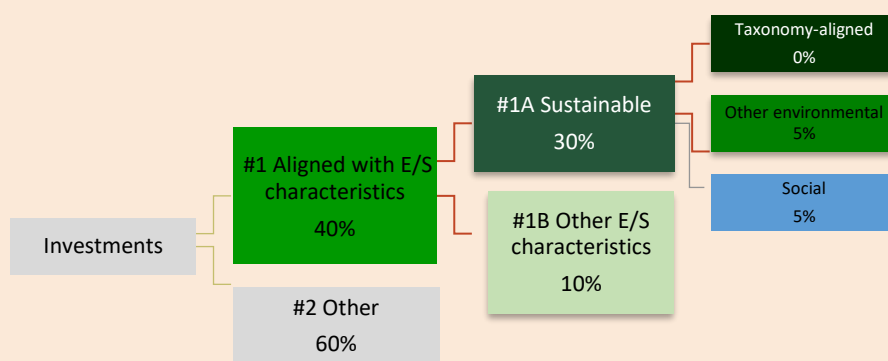 Investments
#1 Aligned with E/S
characteristics
40%
#2 Other
60%
#1A Sustainable
30%
#1B Other E/S
characteristics
10%
Taxonomy-aligned
0%
Other environmental
5%
Social
5%